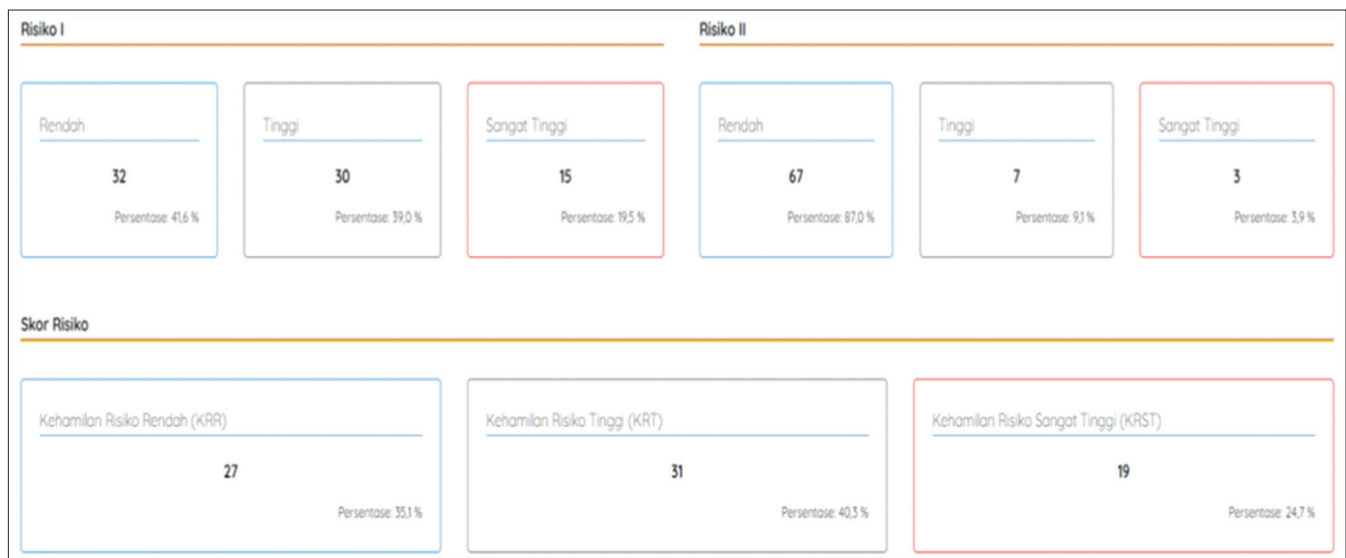 Risiko I
Rendah
32
Persentase: 41,6 %
Tinggi
30
Persentase: 39,0 %
Sangat Tinggi
15
Persentase: 19,5 %
Risiko II
Rendah
67
Persentase: 87,0 %
Tinggi
7
Persentase: 9,1 %
Sangat Tinggi
3
Persentase: 3,9 %
Skor Risiko
Kehamilan Risiko Rendah (KRR)
27
Persentase: 35,1 %
Kehamilan Risiko Tinggi (KRT)
31
Persentase: 40,3 %
Kehamilan Risiko Sangat Tinggi (KRST)
19
Persentase: 24,7 %